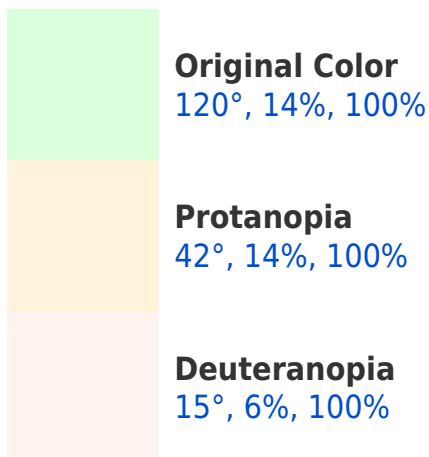 Original Color
120°, 14%, 100%
Protanopia
42°, 14%, 100%
Deuteranopia
15°, 6%, 100%